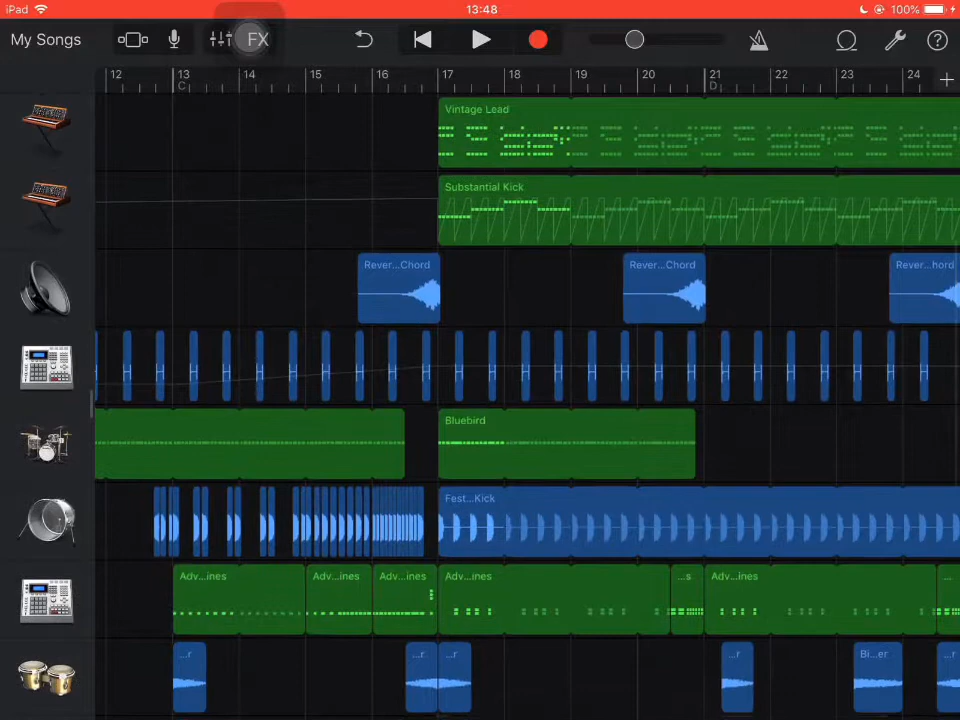 iPad 13:48 100%
My Songs FX ?
12 13 14 15 16 17 18 19 20 21 22 23 24
C D
Vintage Lead
Substantial Kick
Rever...Chord Rever...Chord Rever...hord
Bluebird
Fest...Kick
Adv...ines Adv...ines Adv...ines Adv...ines ...s Adv...ines ...
...r ...r ...r ...r Bi...er ...r